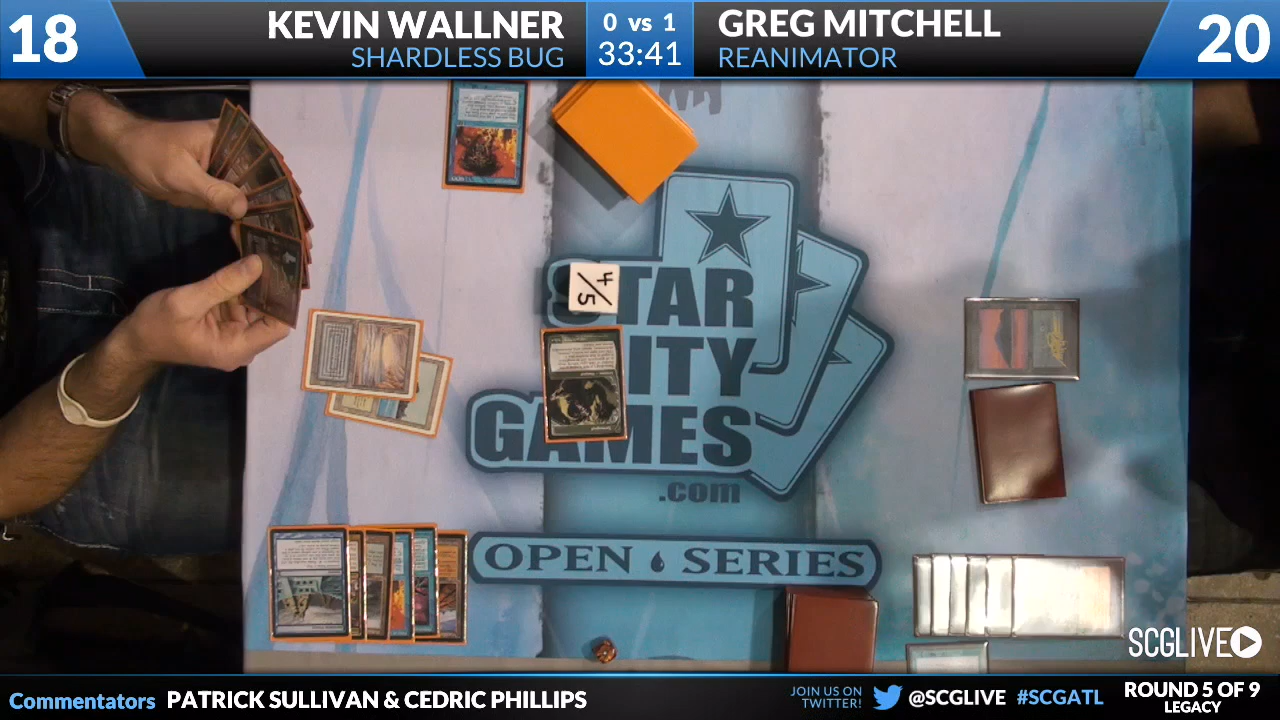 18
KEVIN WALLNER
SHARDLESS BUG
0 vs 1
33:41
GREG MITCHELL
REANIMATOR
20
4/5
STAR
CITY
GAMES
.com
OPEN SERIES
SCGLIVE
Commentators PATRICK SULLIVAN & CEDRIC PHILLIPS
JOIN US ON
TWITTER!
@SCGLIVE #SCGATL
ROUND 5 OF 9
LEGACY